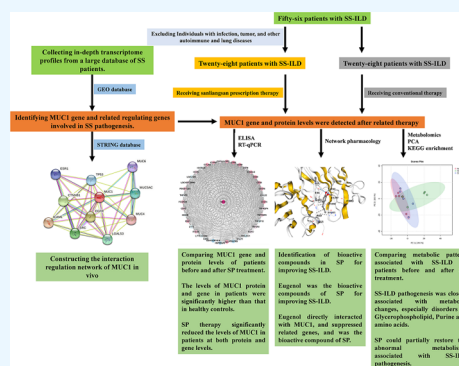 Fifty-six patients with SS-ILD
Excluding Individuals with infection, tumor, and other
autoimmune and lung diseases
Collecting in-depth transcriptome
profiles from a large database of SS
patients.
Twenty-eight patients with SS-ILD
Twenty-eight patients with SS-ILD
GEO database
Receiving sanliangsan prescription therapy
Receiving conventional therapy
Identifying MUC1 gene and related regulating genes
involved in SS pathogenesis.
MUC1 gene and protein levels were detected after related therapy
STRING database
ELISA
RT-qPCR
Network pharmacology
Metabolomics
PCA
KEGG enrichment
MUC1
Constructing the interaction
regulation network of MUC1 in
vivo
Comparing MUC1 gene and
protein levels of patients
before and after SP treatment.
The levels of MUC1 protein
and gene in patients were
significantly higher than that
in healthy controls.
SP therapy significantly
reduced the levels of MUC1 in
patients at both protein and
gene levels.
Identification of bioactive
compounds in SP for
improving SS-ILD.
Eugenol was the bioactive
compounds of SP for
improving SS-ILD.
Eugenol directly interacted
with MUC1, and suppressed
related genes, and was the
bioactive compound of SP.
Comparing metabolic patt
associated with SS-ILD
patients before and after
treatment.
SS-ILD pathogenesis was clos
associated with metab
changes, especially disorders
Glycerophospholipid, Purine a
amino acids.
SP could partially restore t
abnormal metabolis
associated with SS-IL
pathogenesis.